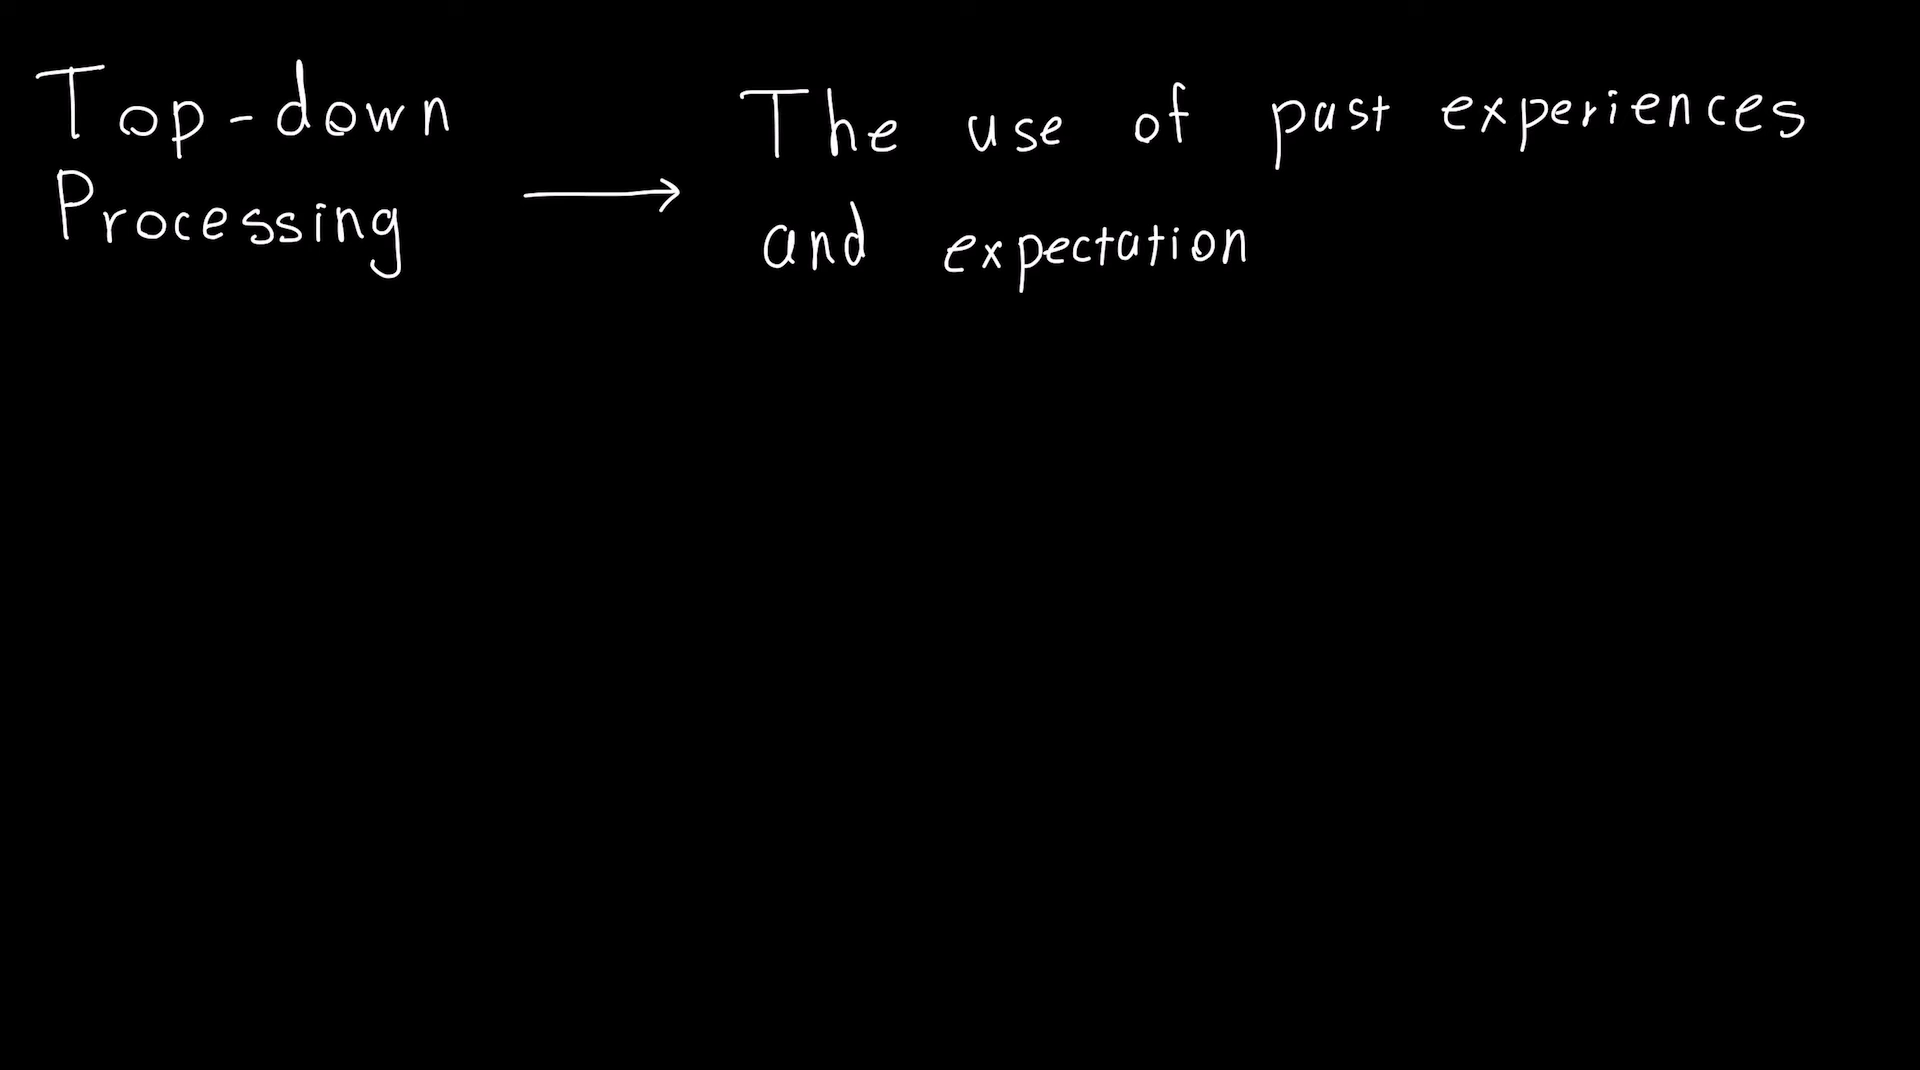 Top-down
Processing
→ The use of past experiences
and expectation